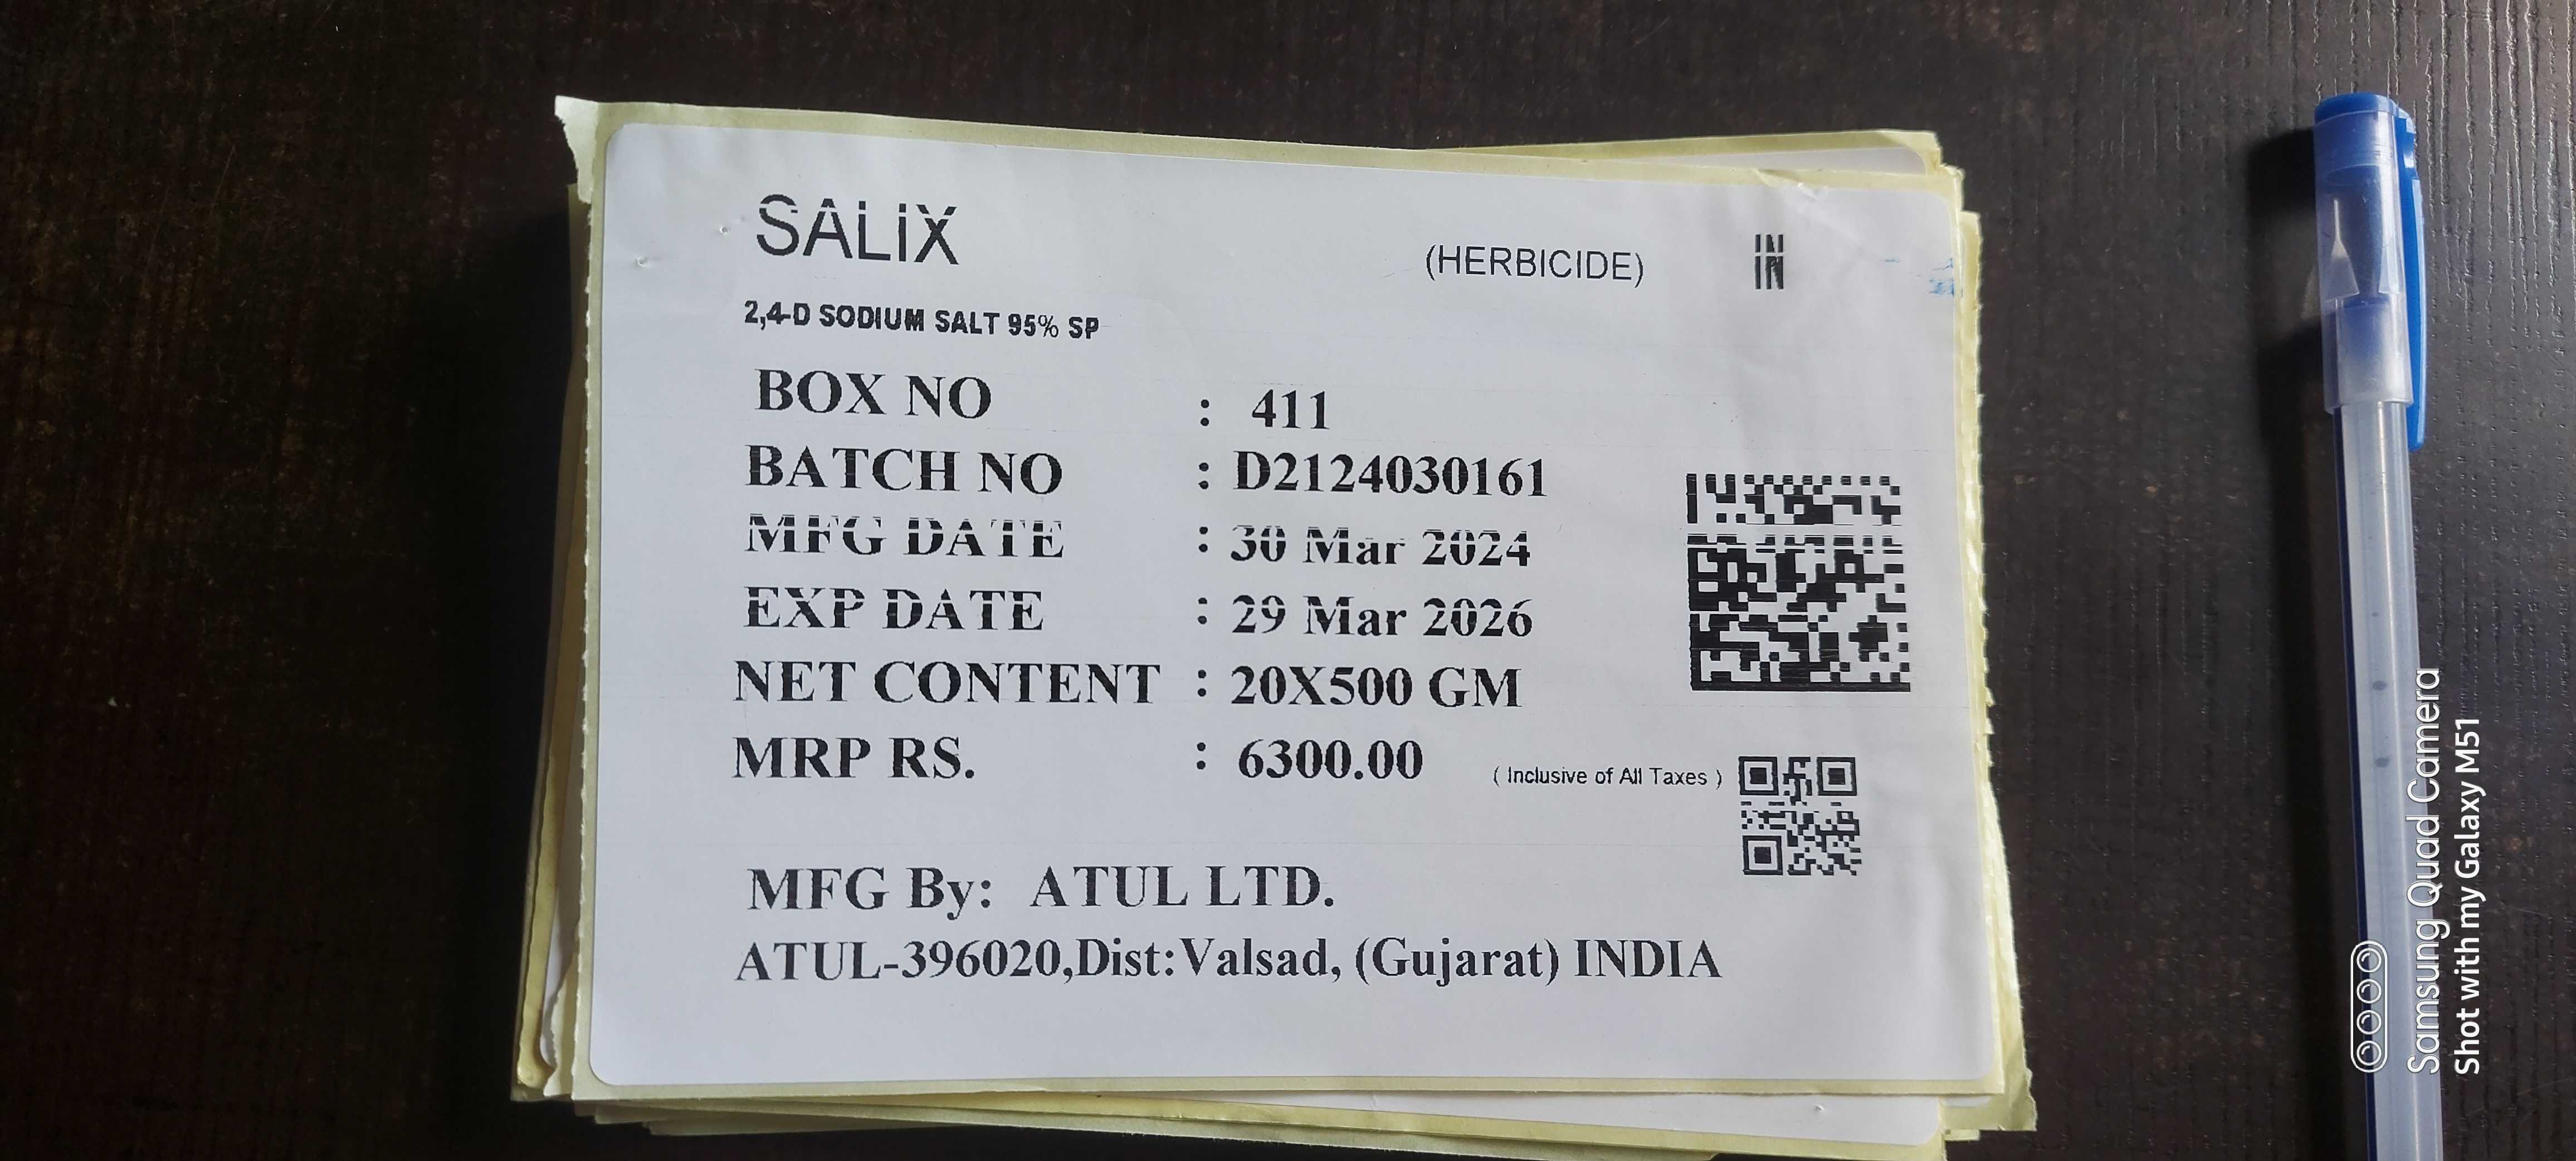 SALiX (HERBICIDE) IN
2,4-D SODIUM SALT 95% SP
BOX NO : 411
BATCH NO : D2124030161
MFG DATE : 30 Mar 2024
EXP DATE : 29 Mar 2026
NET CONTENT : 20X500 GM
MRP RS. : 6300.00 ( Inclusive of All Taxes )
MFG By: ATUL LTD.
ATUL-396020,Dist:Valsad, (Gujarat) INDIA
Samsung Quad Camera
Shot with my Galaxy M51